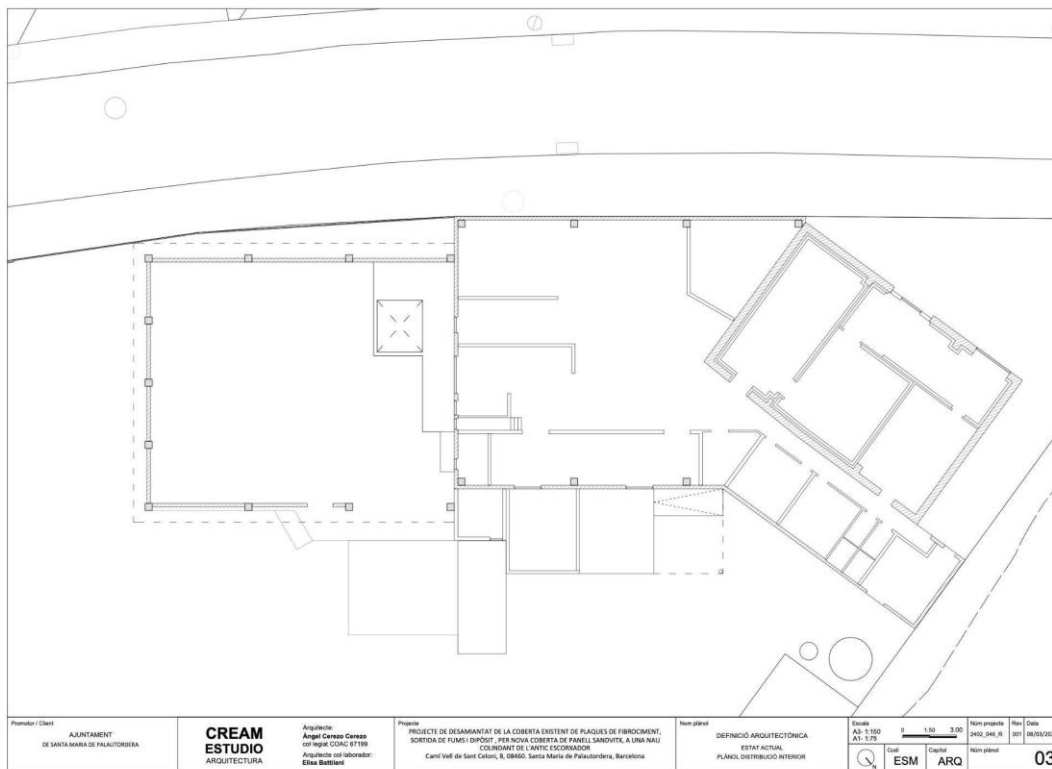 Promotor / Client
AJUNTAMENT
DE SANTA MARIA DE PALAUTORDERA
CREAM
ESTUDIO
ARQUITECTURA
Arquitecte:
Àngel Cerezo Cerezo
col·legiat COAC 67199
Arquitecte col·laborador:
Elisa Battilani
Projecte
PROJECTE DE DESAMIANTAT DE LA COBERTA EXISTENT DE PLAQUES DE FIBROCIMENT,
SORTIDA DE FUMS I DIPÒSIT, PER NOVA COBERTA DE PANELL SANDVITX, A UNA NAU
COLINDANT DE L'ANTIC ESCORXADOR
Camí Vell de Sant Celoni, 8, 08460. Santa Maria de Palautordera, Barcelona
Nom plànol
DEFINICIÓ ARQUITECTÒNICA
ESTAT ACTUAL
PLÀNOL DISTRIBUCIÓ INTERIOR
Escala
A3- 1:150
A1- 1:75
0 1.50 3.00
N
Codi
ESM
Capítol
ARQ
Núm projecte
2402_046_R
Rev
001
Data
08/03/202
Núm plànol
03